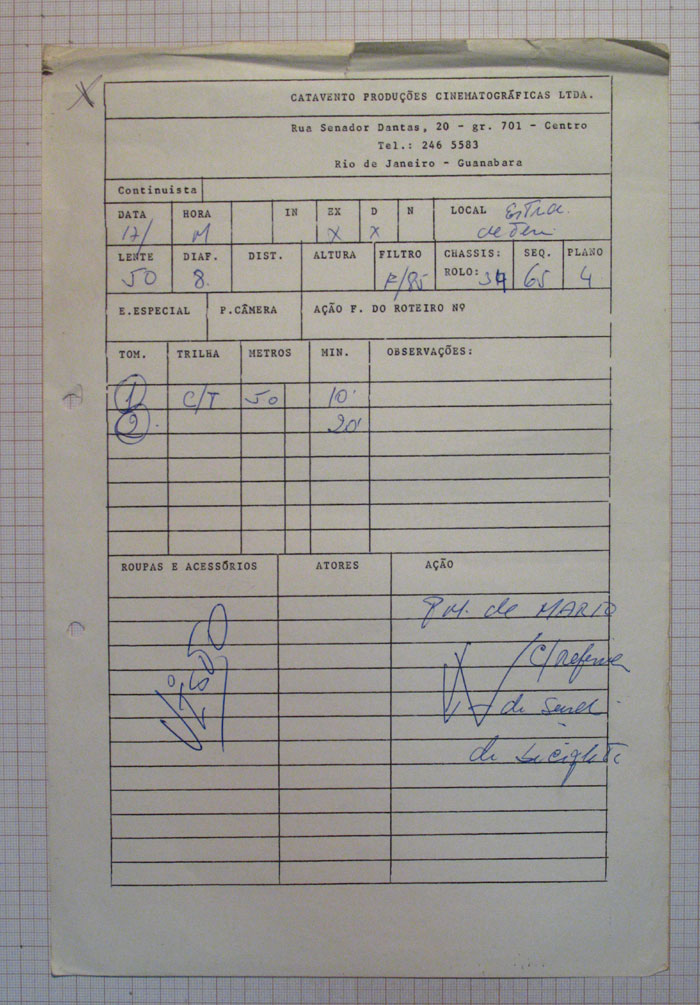 CATAVENTO PRODUÇÕES CINEMATOGRÁFICAS LTDA.
Rua Senador Dantas, 20 - gr. 701 - Centro
Tel.: 246 5583
Rio de Janeiro - Guanabara
Continuista
DATA HORA IN EX D N LOCAL
17/ M X X
LENTE DIAF. DIST. ALTURA FILTRO CHASSIS: SEQ. PLANO
50 8. F/85 ROLO: 34 65 4
E.ESPECIAL P.CÂMERA AÇÃO F. DO ROTEIRO Nº
TOM. TRILHA METROS MIN. OBSERVAÇÕES:
1 C/T 50 10'
2 20'
ROUPAS E ACESSÓRIOS ATORES AÇÃO
PM. de MARIO